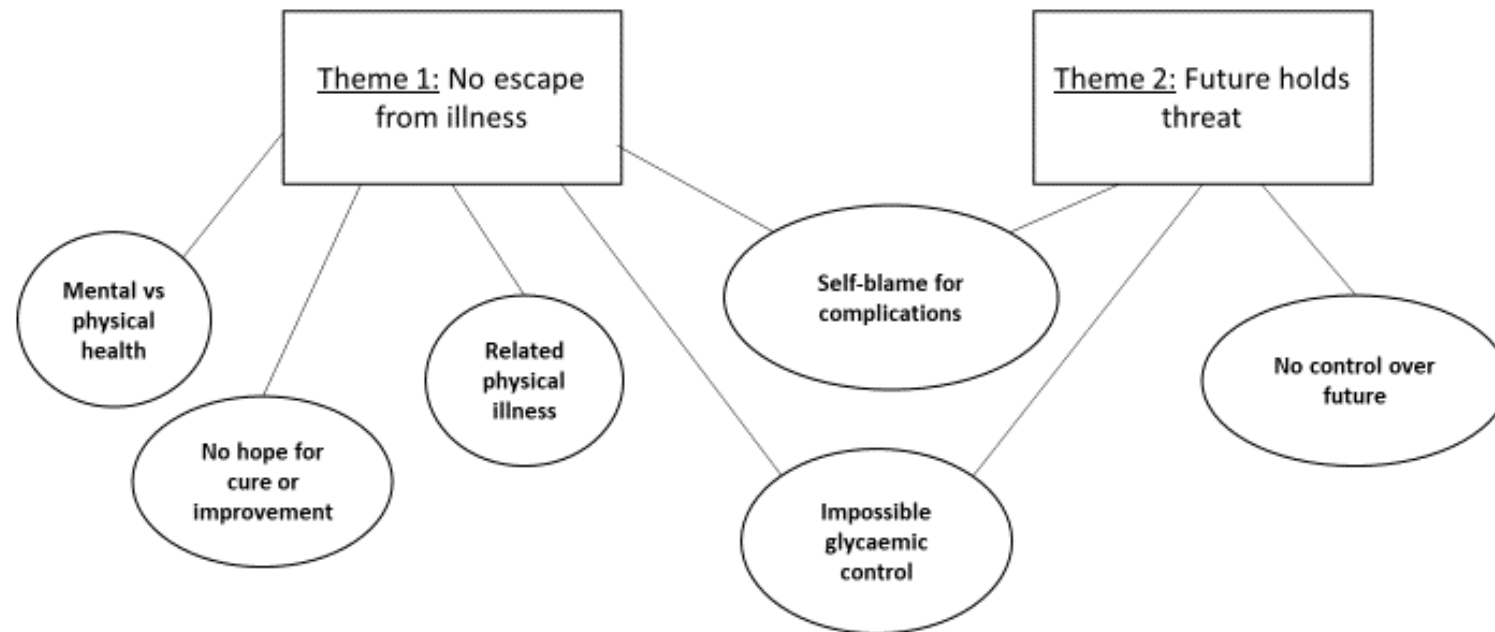 Theme 1: No escape
from illness
Theme 2: Future holds
threat
Mental vs
physical
health
No hope for
cure or
improvement
Related
physical
illness
Self-blame for
complications
Impossible
glycaemic
control
No control over
future